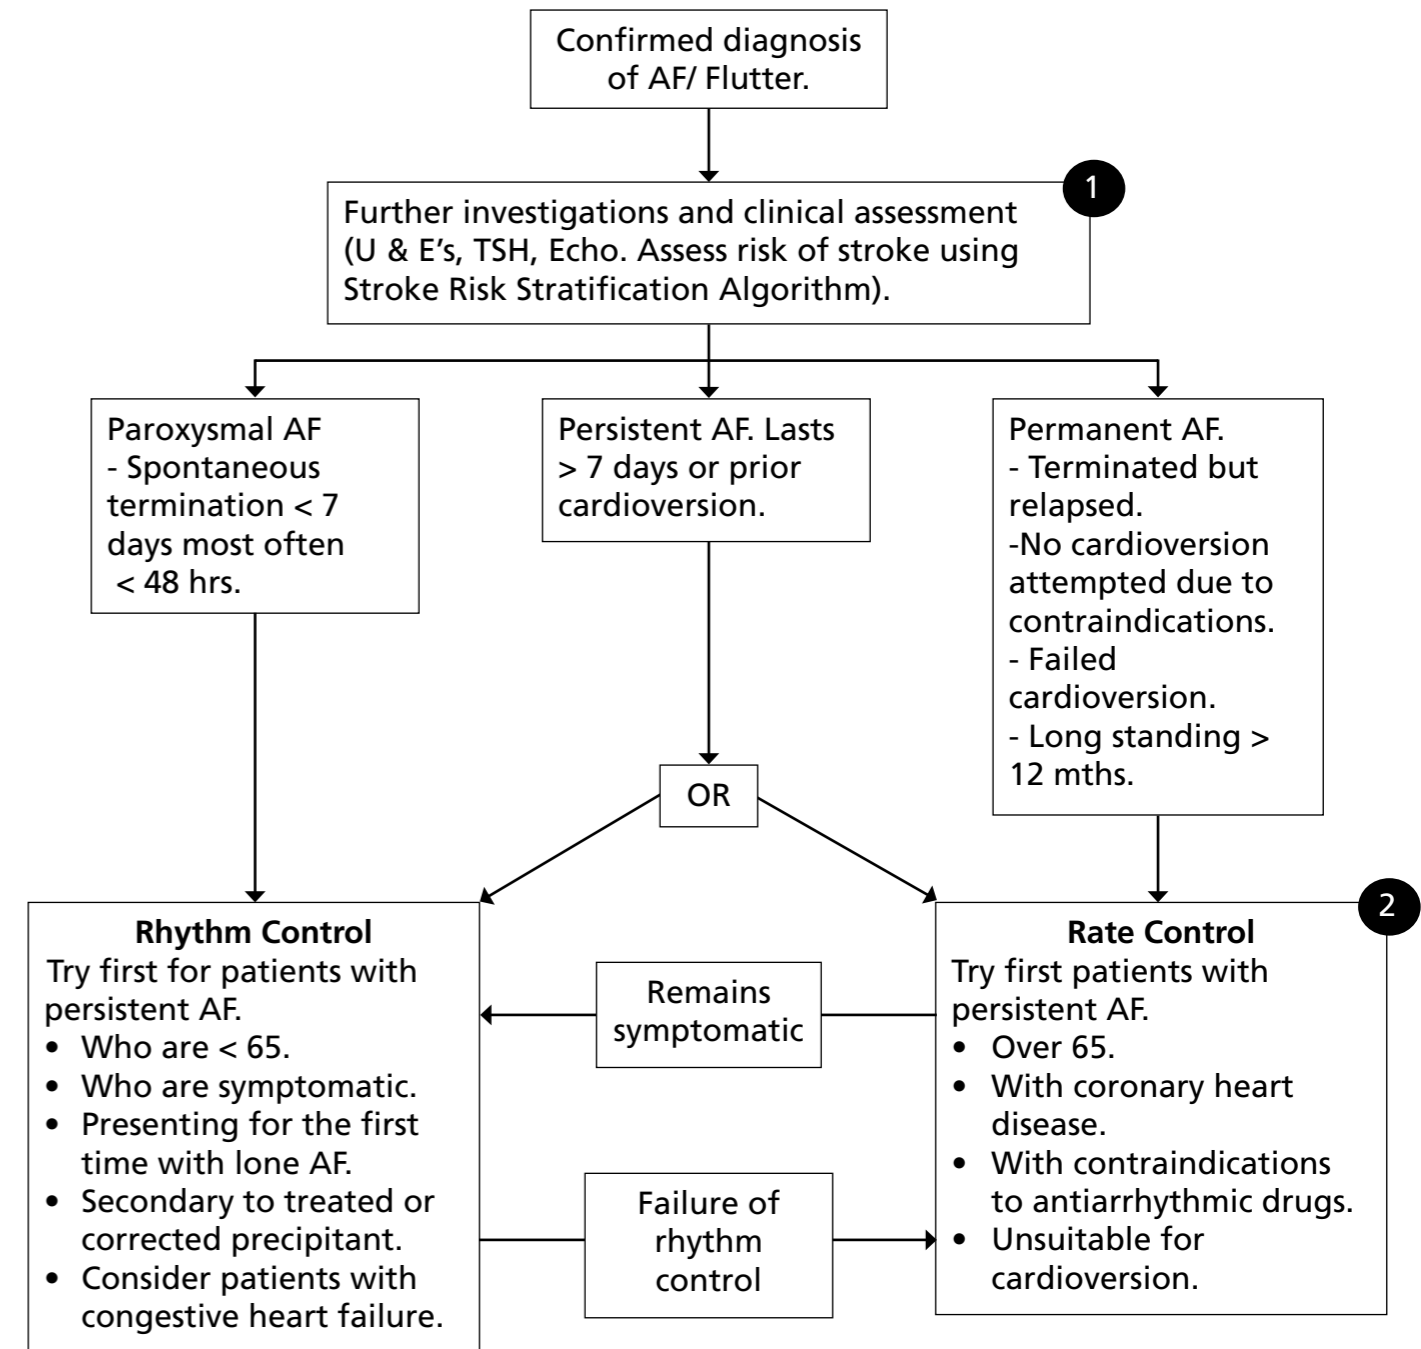 Confirmed diagnosis
of AF/ Flutter.
1
Further investigations and clinical assessment
(U & E’s, TSH, Echo. Assess risk of stroke using
Stroke Risk Stratification Algorithm).
Paroxysmal AF
- Spontaneous
termination < 7
days most often
< 48 hrs.
Persistent AF. Lasts
> 7 days or prior
cardioversion.
Permanent AF.
- Terminated but
relapsed.
-No cardioversion
attempted due to
contraindications.
- Failed
cardioversion.
- Long standing >
12 mths.
OR
Rhythm Control
Try first for patients with
persistent AF.
• Who are < 65.
• Who are symptomatic.
• Presenting for the first
time with lone AF.
• Secondary to treated or
corrected precipitant.
• Consider patients with
congestive heart failure.
Remains
symptomatic
Failure of
rhythm
control
2
Rate Control
Try first patients with
persistent AF.
• Over 65.
• With coronary heart
disease.
• With contraindications
to antiarrhythmic drugs.
• Unsuitable for
cardioversion.